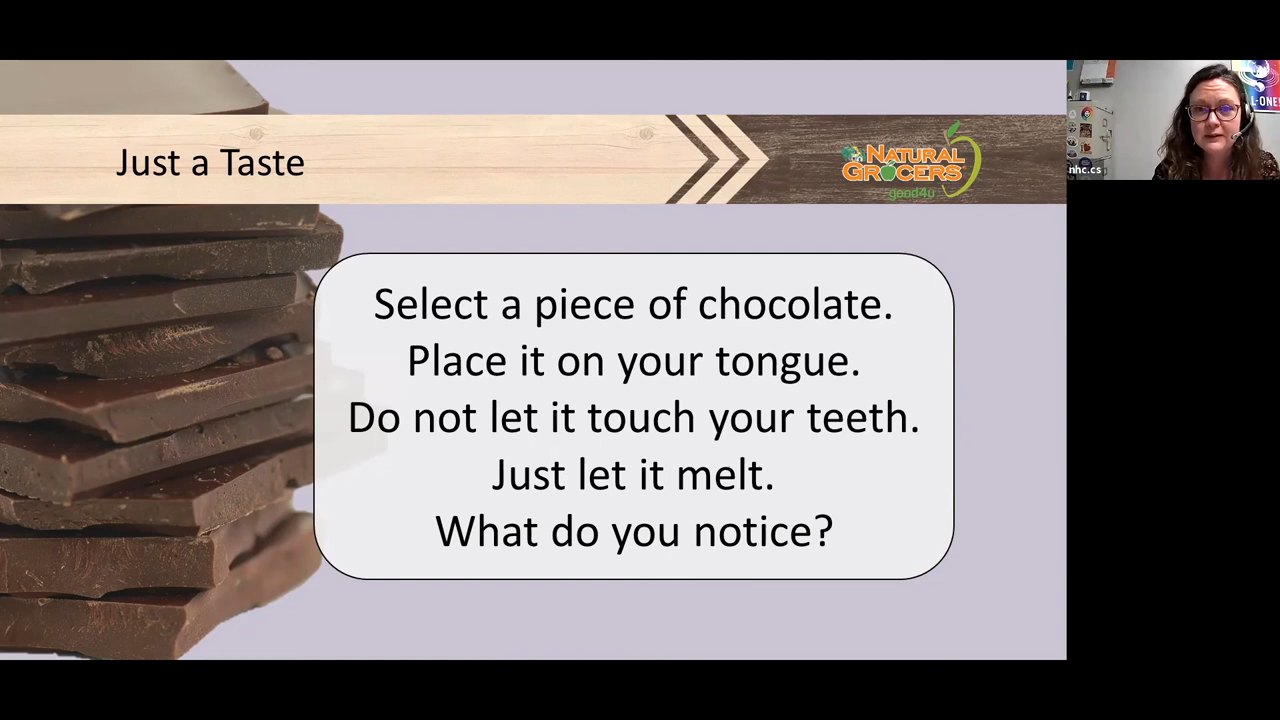 Just a Taste
NATURAL
GROCERS
good4u
Select a piece of chocolate.
Place it on your tongue.
Do not let it touch your teeth.
Just let it melt.
What do you notice?
L-ONE!
nhc.cs